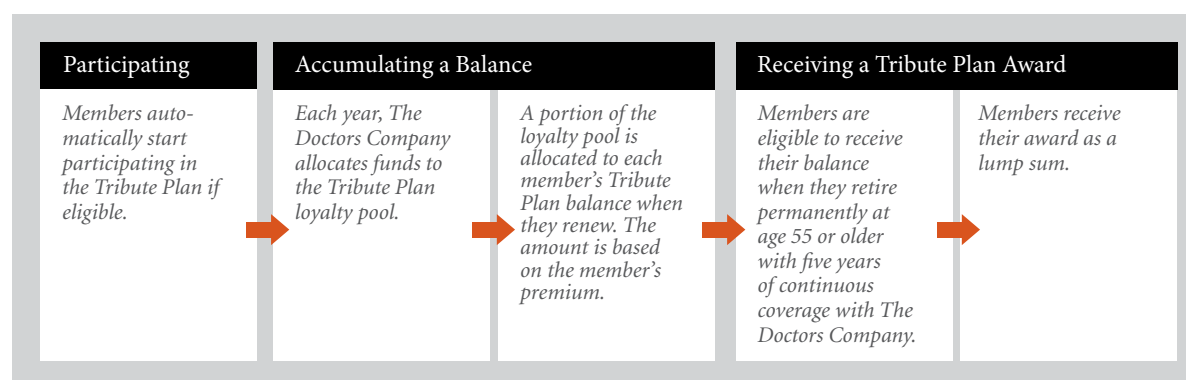 Participating
Members auto-
matically start
participating in
the Tribute Plan if
eligible.
Accumulating a Balance
Each year, The
Doctors Company
allocates funds to
the Tribute Plan
loyalty pool.
A portion of the
loyalty pool is
allocated to each
member's Tribute
Plan balance when
they renew. The
amount is based
on the member's
premium.
Receiving a Tribute Plan Award
Members are
eligible to receive
their balance
when they retire
permanently at
age 55 or older
with five years
of continuous
coverage with The
Doctors Company.
Members receive
their award as a
lump sum.